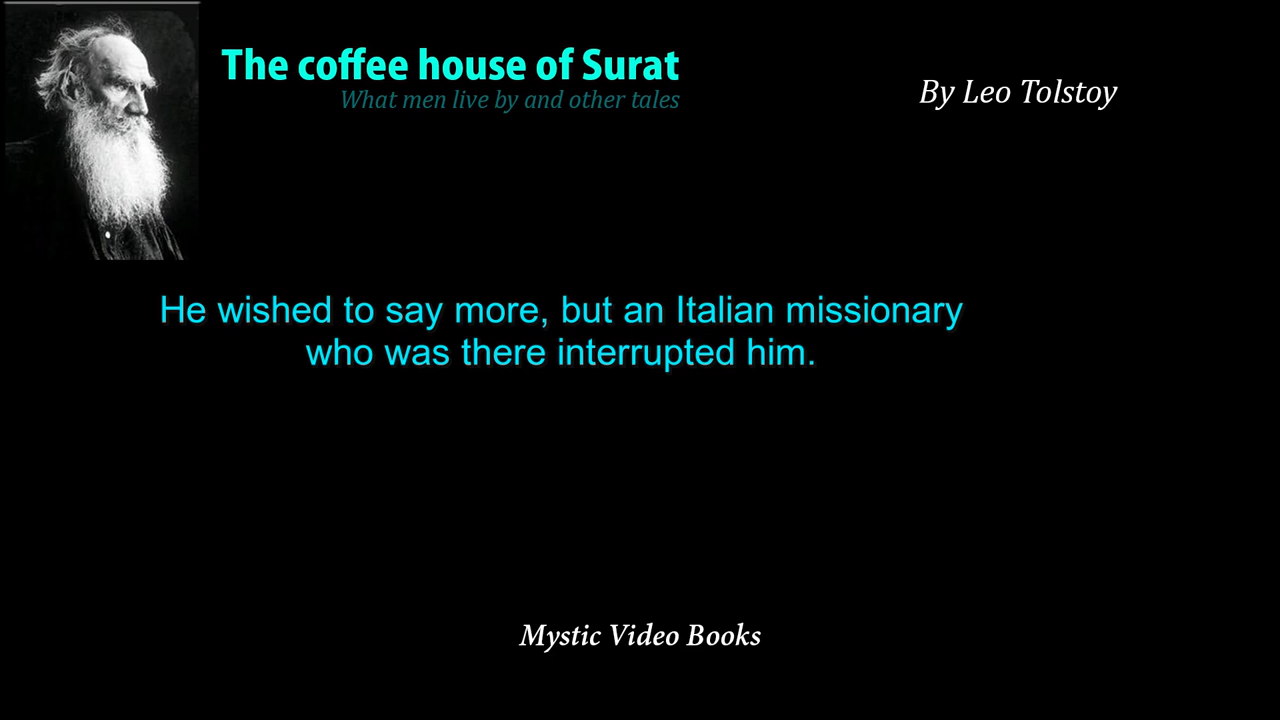 The coffee house of Surat
What men live by and other tales
By Leo Tolstoy
He wished to say more, but an Italian missionary
who was there interrupted him.
Mystic Video Books